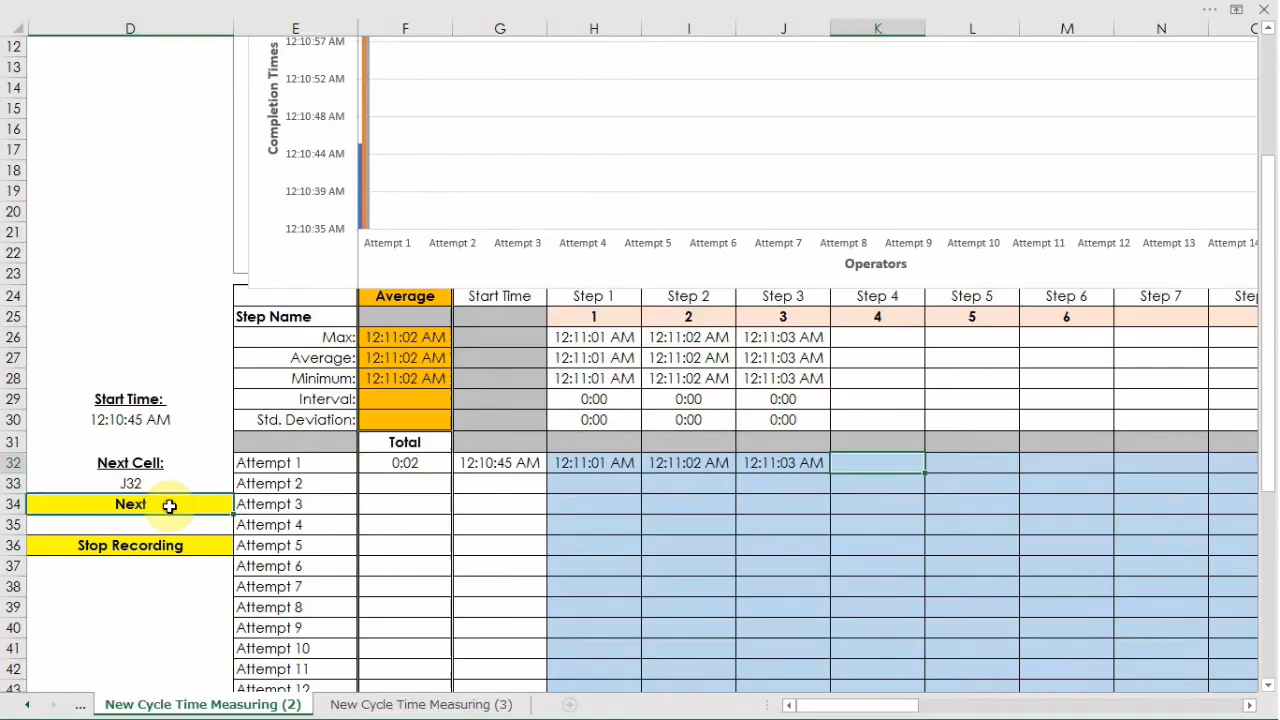 D E F G H I J K L M N
12
13
14
15
16
17
18
19
20
21
22
23
Completion Times
12:10:57 AM
12:10:52 AM
12:10:48 AM
12:10:44 AM
12:10:39 AM
12:10:35 AM
Attempt 1 Attempt 2 Attempt 3 Attempt 4 Attempt 5 Attempt 6 Attempt 7 Attempt 8 Attempt 9 Attempt 10 Attempt 11 Attempt 12 Attempt 13 Attempt 14
Operators
24 Average Start Time Step 1 Step 2 Step 3 Step 4 Step 5 Step 6 Step 7
25 Step Name 1 2 3 4 5 6
26 Max: 12:11:02 AM 12:11:01 AM 12:11:02 AM 12:11:03 AM
27 Average: 12:11:02 AM 12:11:01 AM 12:11:02 AM 12:11:03 AM
28 Minimum: 12:11:02 AM 12:11:01 AM 12:11:02 AM 12:11:03 AM
29 Start Time: Interval: 0:00 0:00 0:00
30 12:10:45 AM Std. Deviation: 0:00 0:00 0:00
31 Total
32 Next Cell: Attempt 1 0:02 12:10:45 AM 12:11:01 AM 12:11:02 AM 12:11:03 AM
33 J32 Attempt 2
34 Next Attempt 3
35 Attempt 4
36 Stop Recording Attempt 5
37 Attempt 6
38 Attempt 7
39 Attempt 8
40 Attempt 9
41 Attempt 10
42 Attempt 11
43 Attempt 12
... New Cycle Time Measuring (2) New Cycle Time Measuring (3)